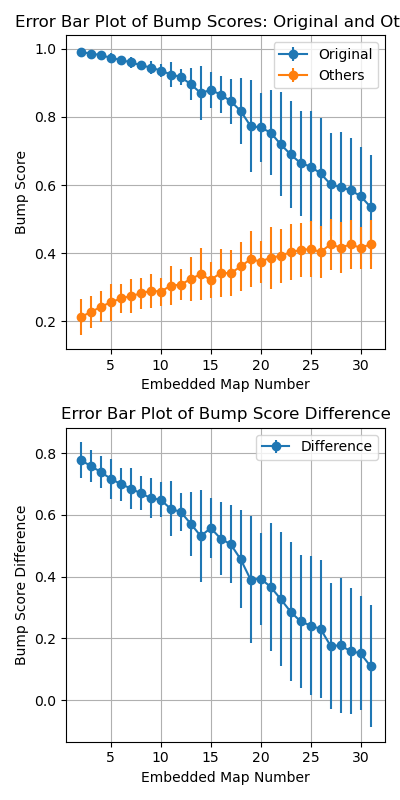 Error Bar Plot of Bump Scores: Original and Ot
1.0
0.8
0.6
0.4
0.2
Bump Score
Original
Others
5 10 15 20 25 30
Embedded Map Number
Error Bar Plot of Bump Score Difference
0.8
0.6
0.4
0.2
0.0
Bump Score Difference
Difference
5 10 15 20 25 30
Embedded Map Number